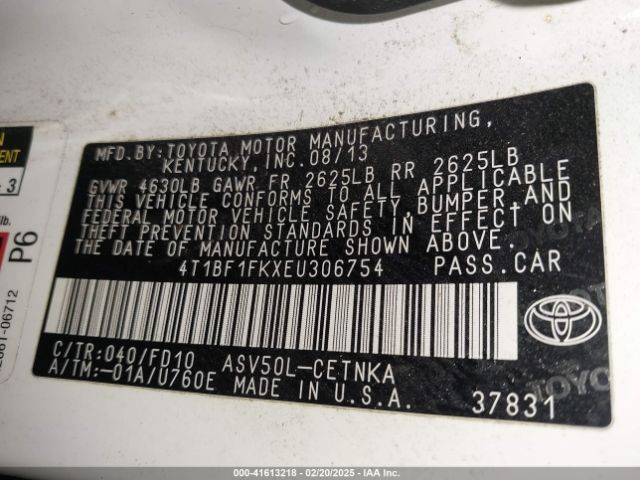 MFD.BY:TOYOTA MOTOR MANUFACTURING,
KENTUCKY, INC.08/13
GVWR 4630LB GAWR FR 2625LB RR 2625LB
THIS VEHICLE CONFORMS TO ALL APPLICABLE
FEDERAL MOTOR VEHICLE SAFETY,BUMPER,AND
THEFT PREVENTION STANDARDS IN EFFECT ON
THE DATE OF MANUFACTURE SHOWN ABOVE.
4T1BF1FKXEU306754 PASS.CAR
C/TR:040/FD10 ASV50L-CETNKA
A/TM:-01A/U760E MADE IN U.S.A.
37831
TOYOTA
P6
lb.
000-41613218 - 02/20/2025 - IAA Inc.